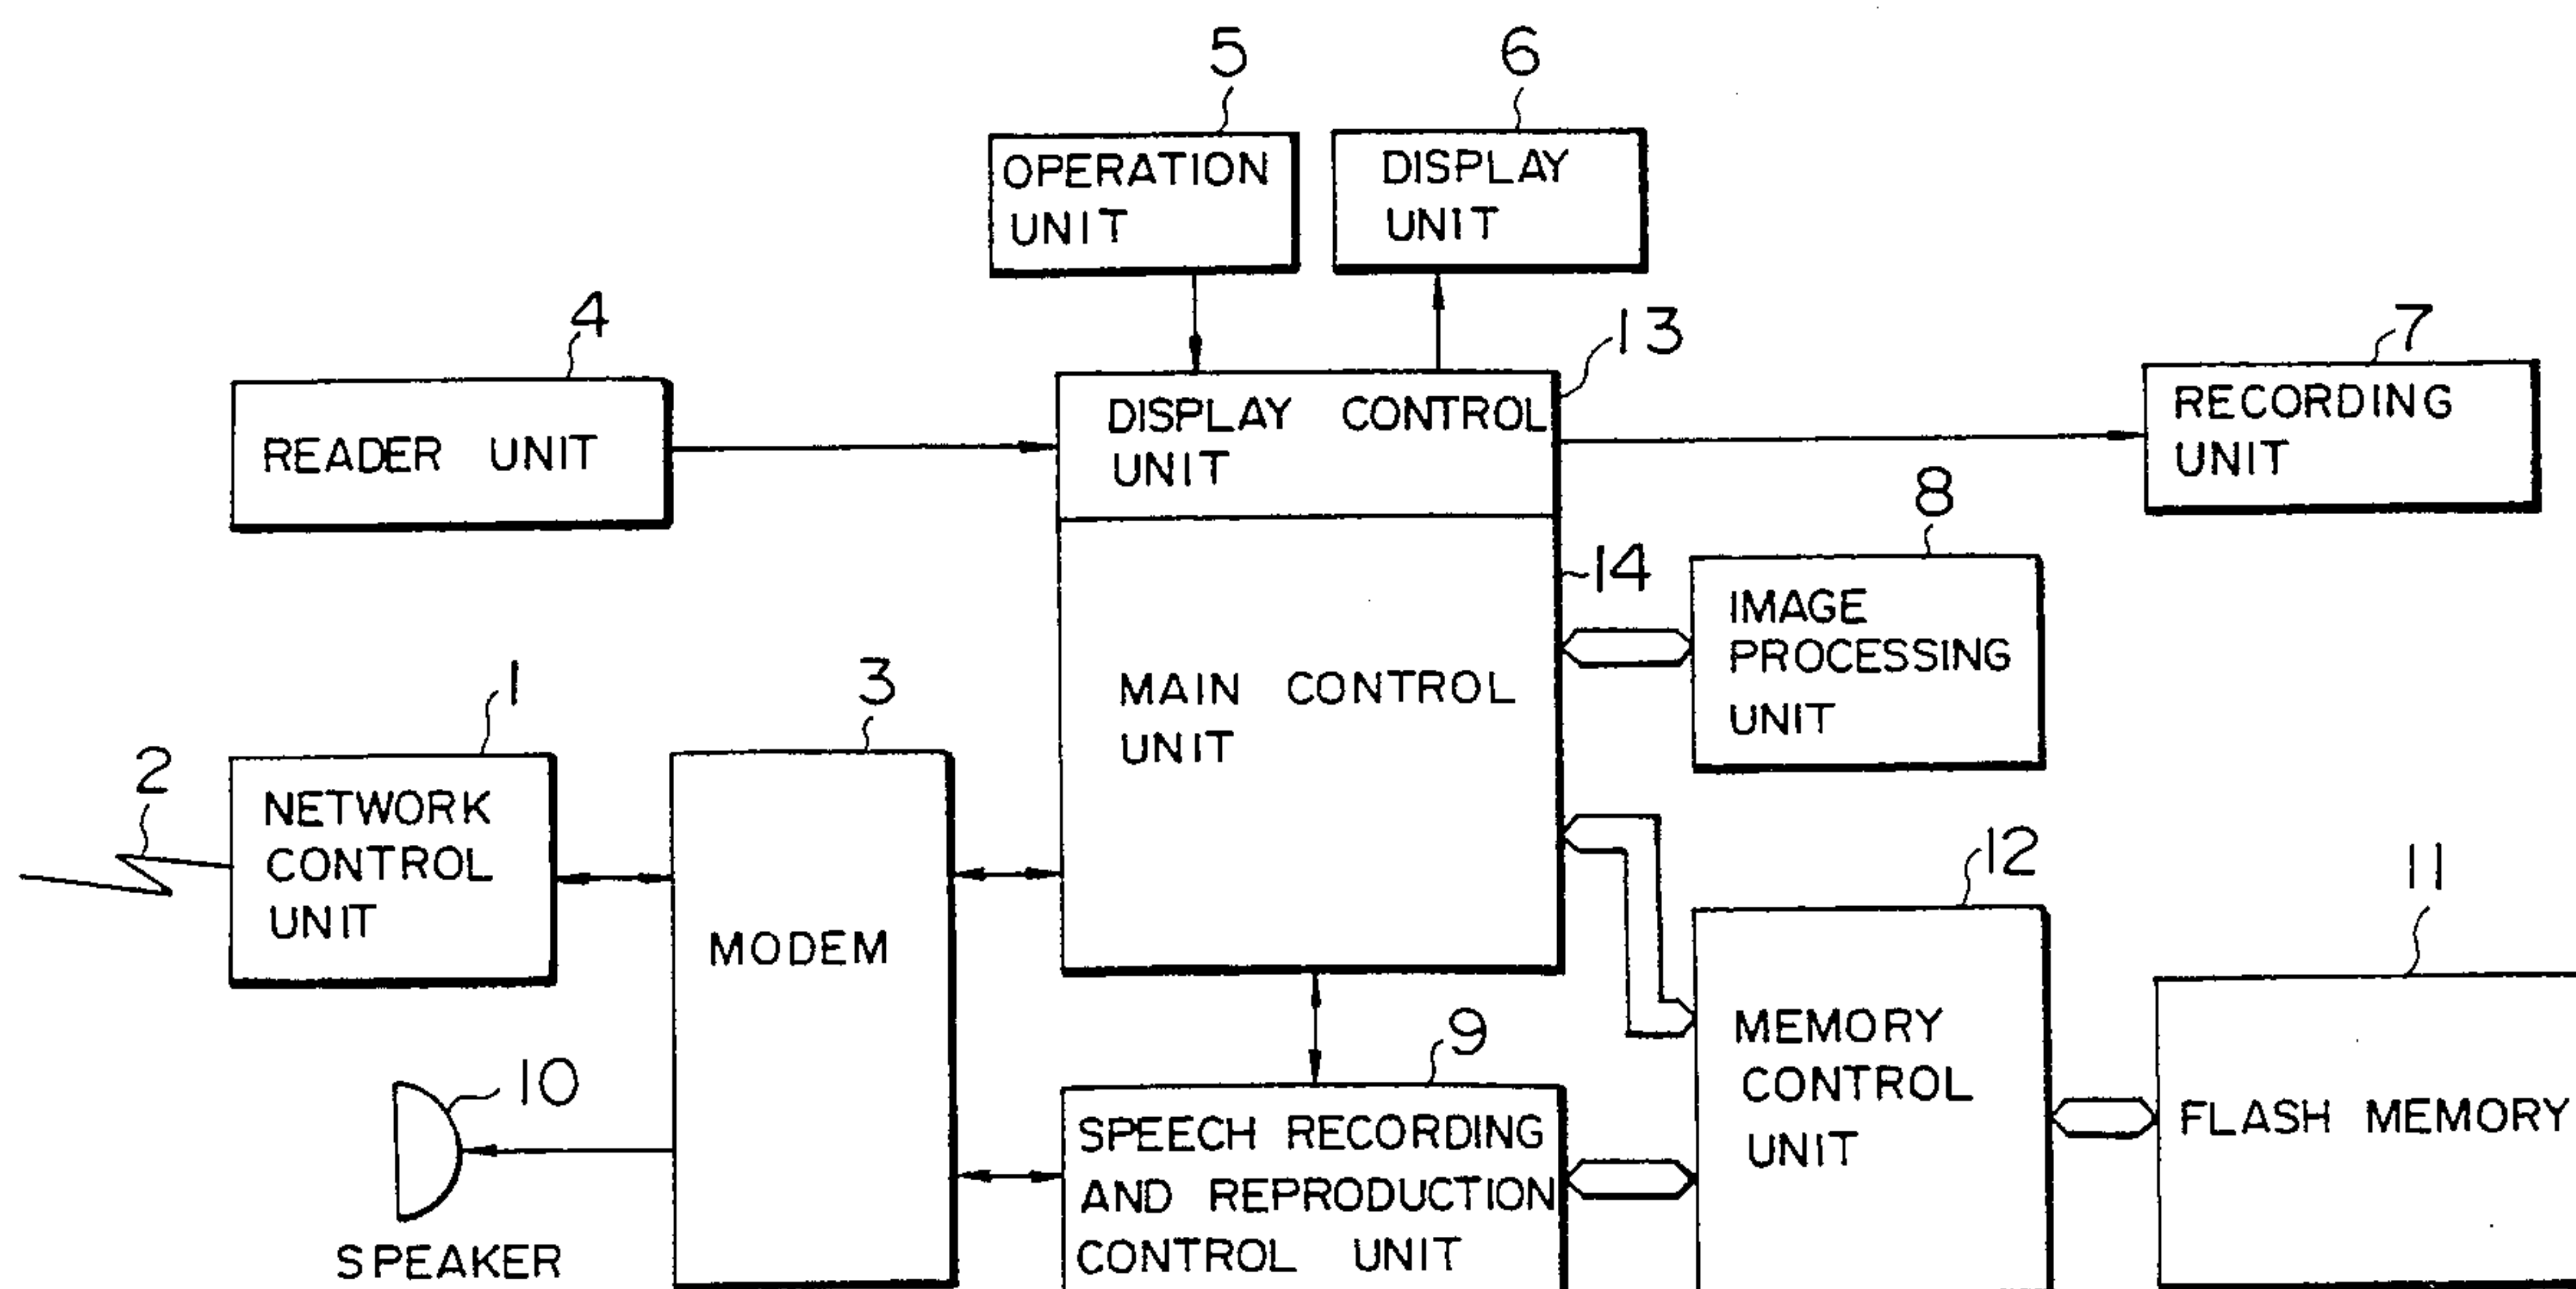 5
6
OPERATION
UNIT
DISPLAY
UNIT
4
13
7
READER UNIT
DISPLAY CONTROL
UNIT
RECORDING
UNIT
8
14
IMAGE
PROCESSING
UNIT
1
3
MAIN CONTROL
UNIT
2
NETWORK
CONTROL
UNIT
12
11
MODEM
9
MEMORY
CONTROL
UNIT
10
SPEECH RECORDING
AND REPRODUCTION
CONTROL UNIT
FLASH MEMORY
SPEAKER